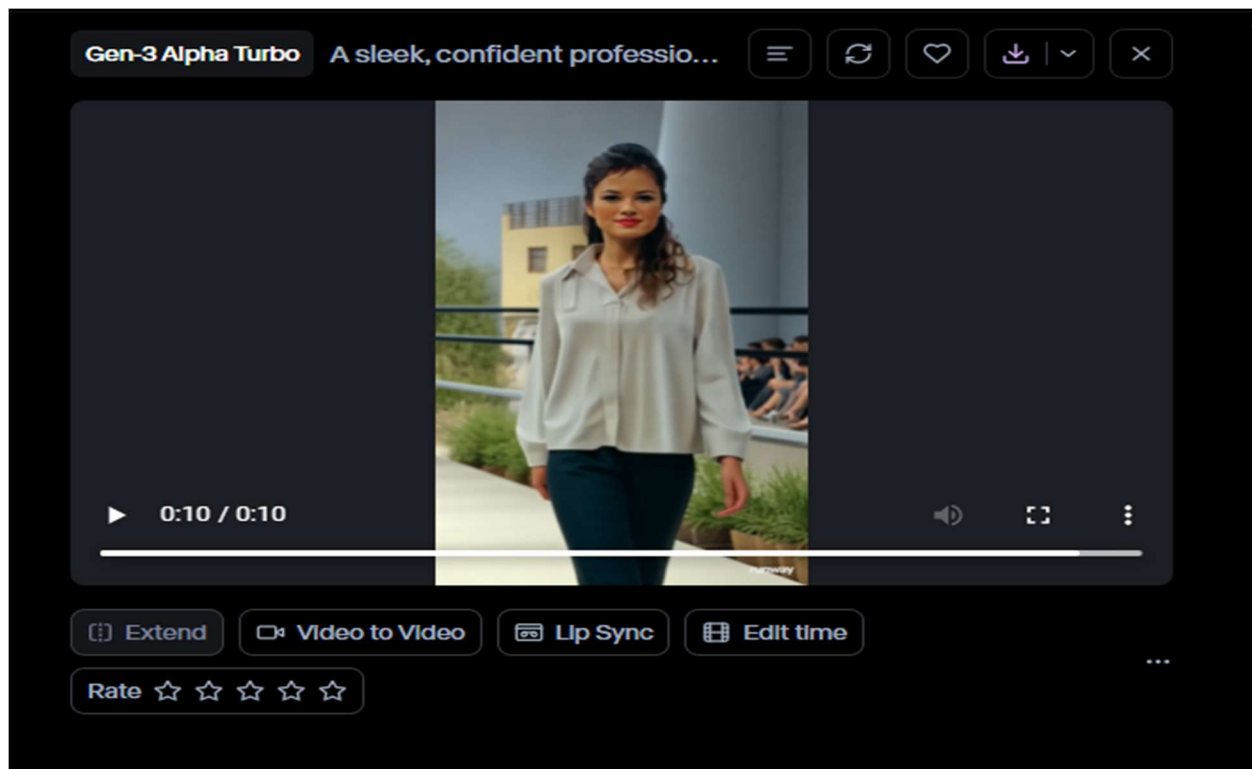 Gen-3 Alpha Turbo A sleek, confident professio...
0:10 / 0:10
runway
Extend Video to Video Lip Sync Edit time
Rate